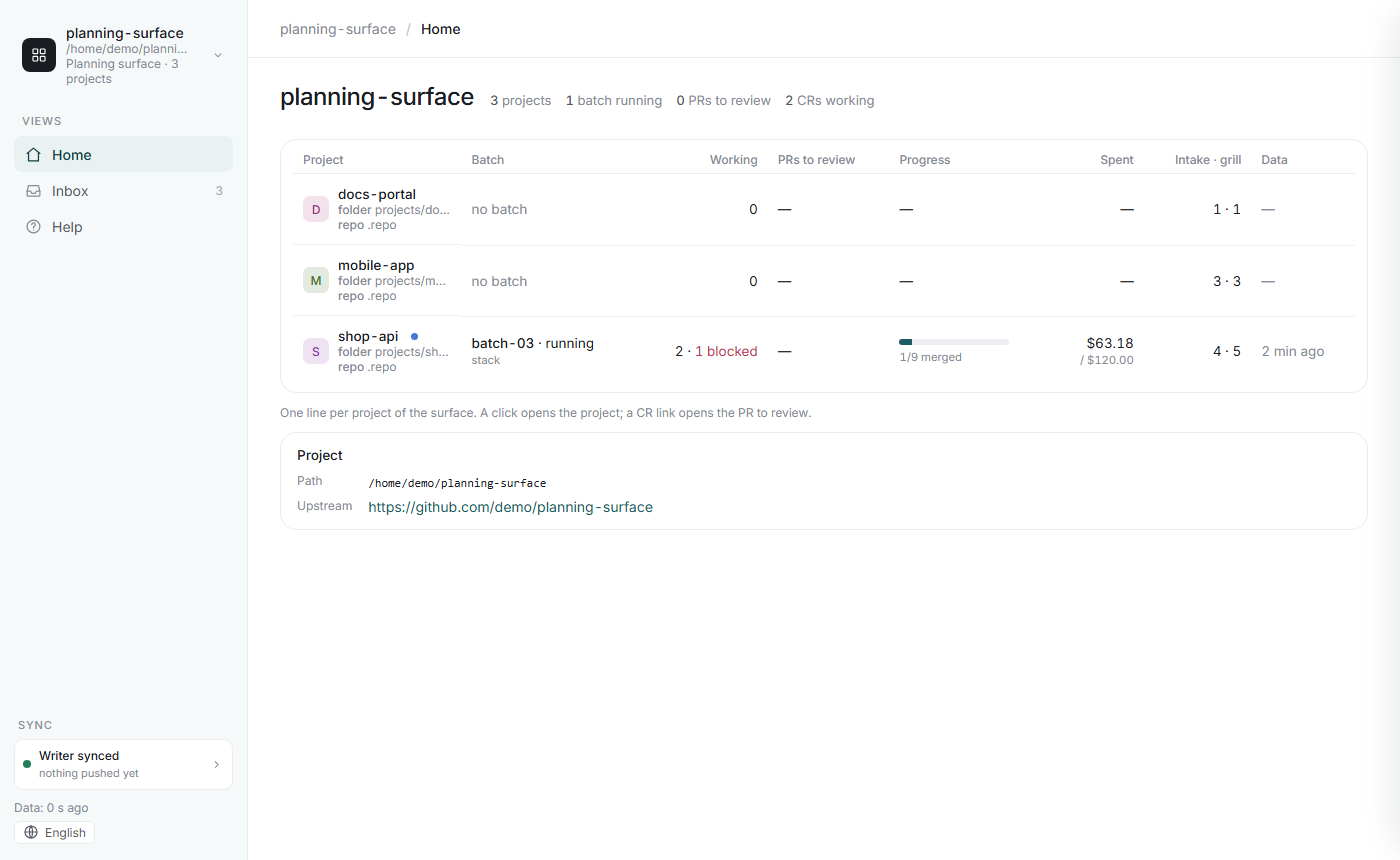 planning-surface
/home/demo/planni...
Planning surface · 3
projects
VIEWS
Home
Inbox 3
Help
SYNC
Writer synced
nothing pushed yet
Data: 0 s ago
English
planning-surface / Home
planning-surface 3 projects 1 batch running 0 PRs to review 2 CRs working
Project Batch Working PRs to review Progress Spent Intake · grill Data
D docs-portal
folder projects/do...
repo .repo
no batch 0 — — — 1 · 1 —
M mobile-app
folder projects/m...
repo .repo
no batch 0 — — — 3 · 3 —
S shop-api
folder projects/sh...
repo .repo
batch-03 · running
stack
2 · 1 blocked —
1/9 merged
$63.18
/ $120.00
4 · 5 2 min ago
One line per project of the surface. A click opens the project; a CR link opens the PR to review.
Project
Path /home/demo/planning-surface
Upstream https://github.com/demo/planning-surface